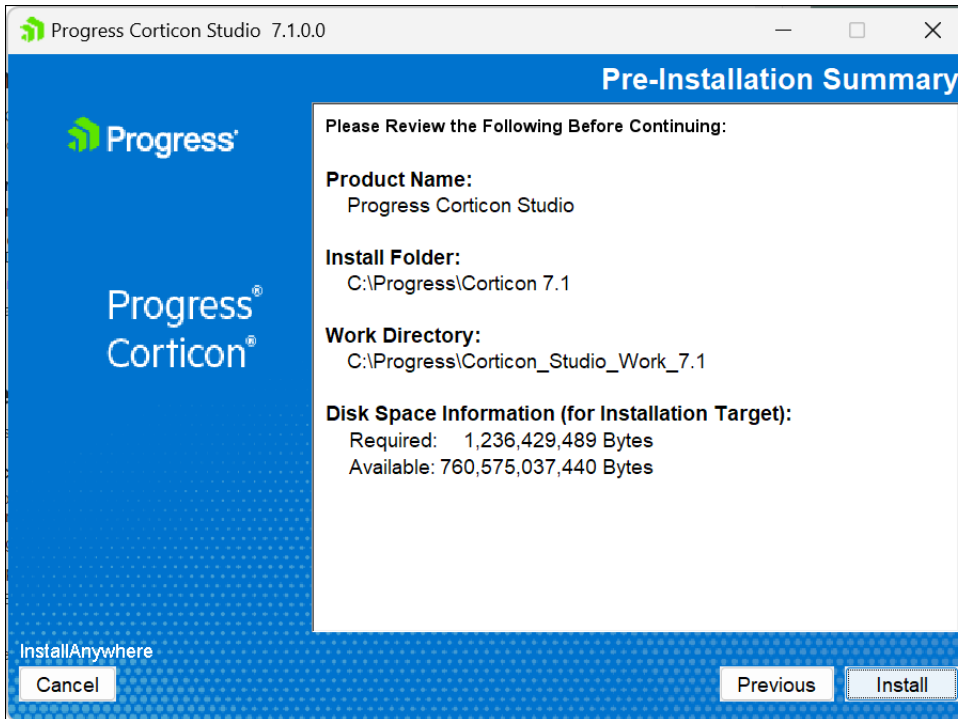 Progress Corticon Studio 7.1.0.0
Pre-Installation Summary
Progress
Progress®
Corticon®
Please Review the Following Before Continuing:
Product Name:
Progress Corticon Studio
Install Folder:
C:\Progress\Corticon 7.1
Work Directory:
C:\Progress\Corticon_Studio_Work_7.1
Disk Space Information (for Installation Target):
Required: 1,236,429,489 Bytes
Available: 760,575,037,440 Bytes
InstallAnywhere
Cancel
Previous
Install